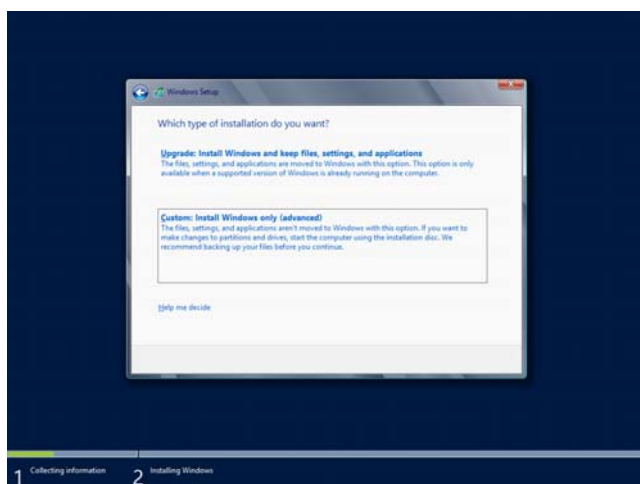 Windows Setup
Which type of installation do you want?
Upgrade: Install Windows and keep files, settings, and applications
The files, settings, and applications are moved to Windows with this option. This option is only
available when a supported version of Windows is already running on the computer.
Custom: Install Windows only (advanced)
The files, settings, and applications aren't moved to Windows with this option. If you want to
make changes to partitions and drives, start the computer using the installation disc. We
recommend backing up your files before you continue.
Help me decide
1 Collecting information 2 Installing Windows